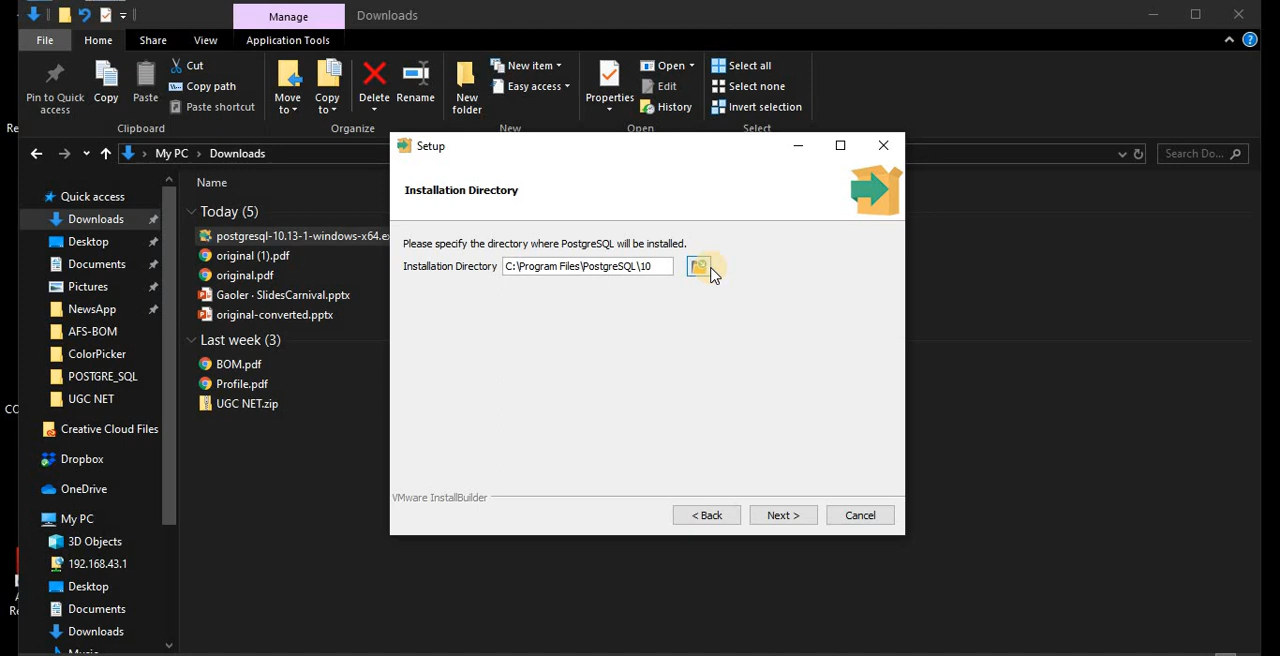 Manage
Downloads
File
Home
Share
View
Application Tools
Pin to Quick
access
Copy
Paste
Cut
Copy path
Paste shortcut
Clipboard
Move
to
Copy
to
Delete
Rename
Organize
New
folder
New item
Easy access
New
Properties
Open
Edit
History
Open
Select all
Select none
Invert selection
Select
Re
My PC
Downloads
Search Do...
Quick access
Downloads
Desktop
Documents
Pictures
NewsApp
AFS-BOM
ColorPicker
POSTGRE_SQL
UGC NET
Creative Cloud Files
Dropbox
OneDrive
My PC
3D Objects
192.168.43.1
Desktop
Documents
Downloads
Music
Name
Today (5)
postgresql-10.13-1-windows-x64.ex
original (1).pdf
original.pdf
Gaoler · SlidesCarnival.pptx
original-converted.pptx
Last week (3)
BOM.pdf
Profile.pdf
UGC NET.zip
Setup
Installation Directory
Please specify the directory where PostgreSQL will be installed.
Installation Directory C:\Program Files\PostgreSQL\10
VMware InstallBuilder
< Back
Next >
Cancel